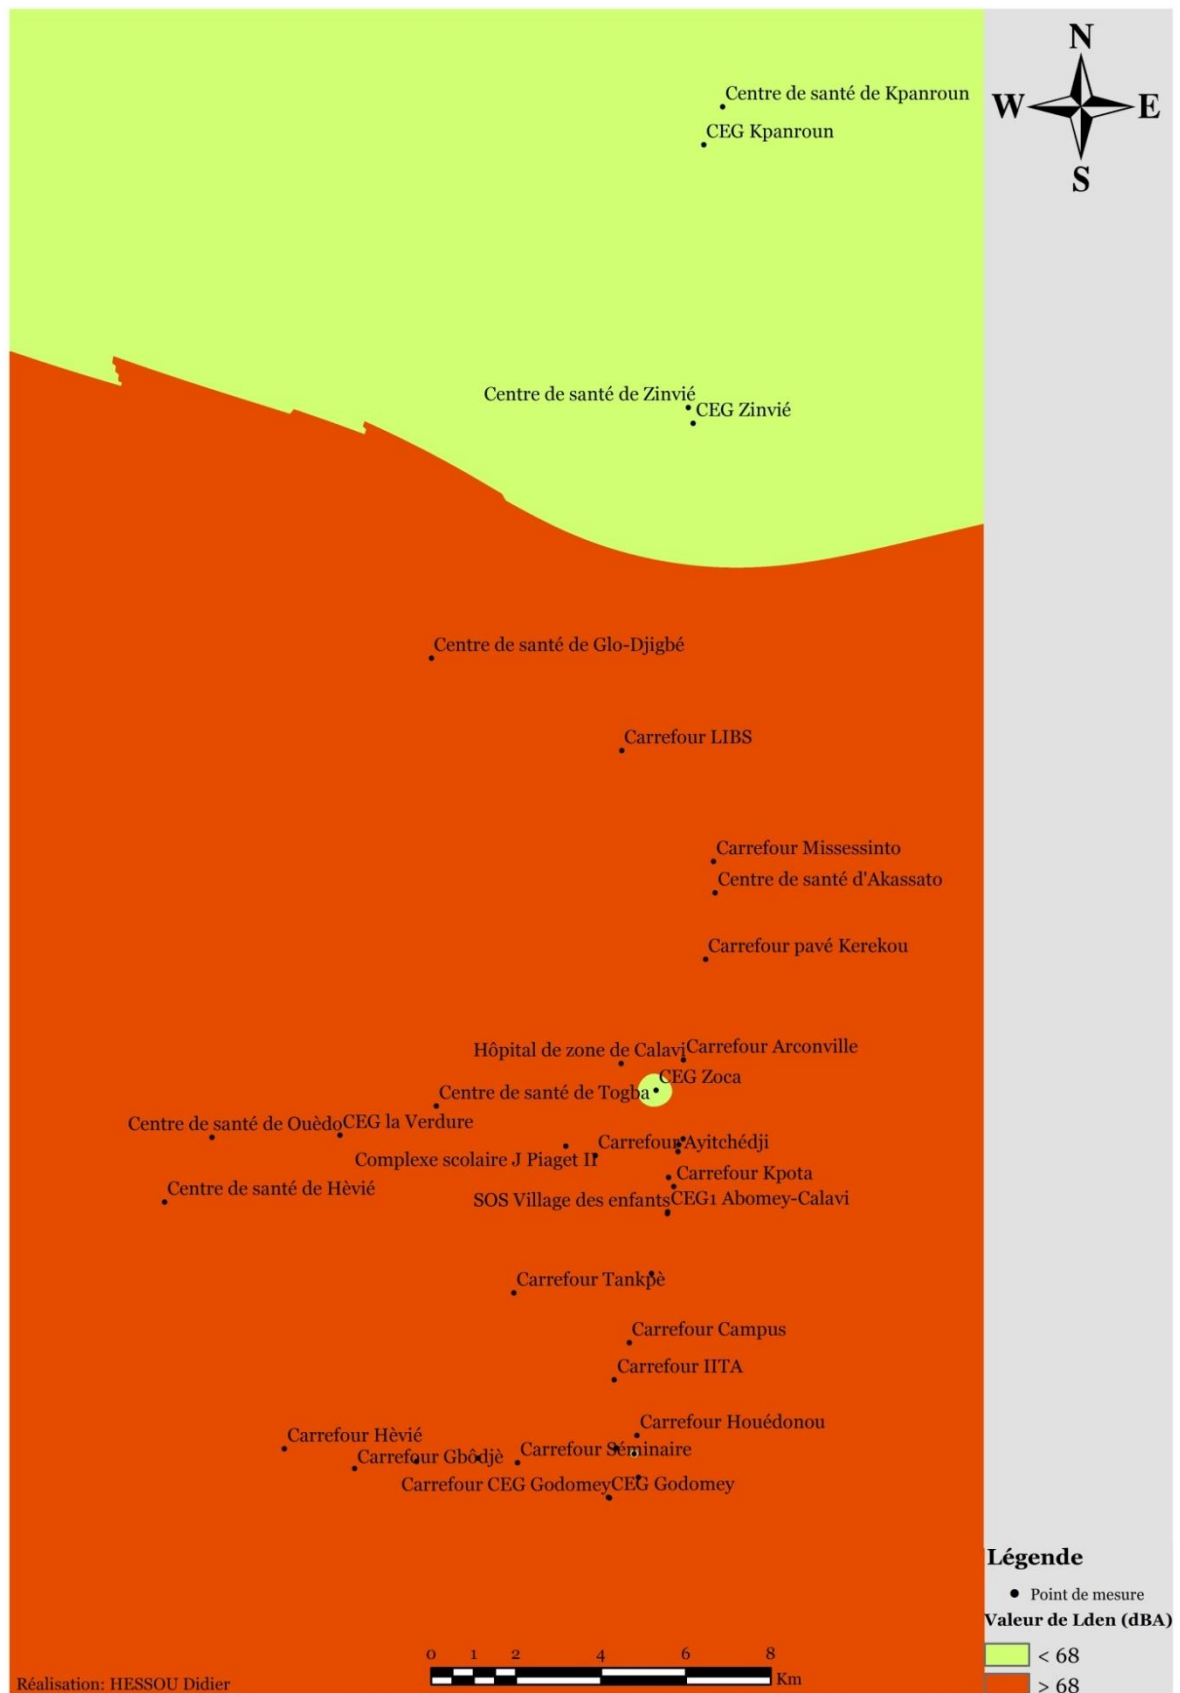 N
W E
S
Centre de santé de Kpanroun
CEG Kpanroun
Centre de santé de Zinvié
CEG Zinvié
Centre de santé de Glo-Djigbé
Carrefour LIBS
Carrefour Missessinto
Centre de santé d'Akassato
Carrefour pavé Kerekou
Hôpital de zone de Calavi
Carrefour Arconville
CEG Zoca
Centre de santé de Togba
Centre de santé de Ouèdo
CEG la Verdure
Carrefour Ayitchédji
Complexe scolaire J Piaget II
Carrefour Kpota
Centre de santé de Hèvié
SOS Village des enfants
CEG1 Abomey-Calavi
Carrefour Tankpè
Carrefour Campus
Carrefour IITA
Carrefour Houédonou
Carrefour Hèvié
Carrefour Gbôdjè
Carrefour Séminaire
Carrefour CEG Godomey
CEG Godomey
Légende
Point de mesure
Valeur de Lden (dBA)
< 68
> 68
0 1 2 4 6 8
Km
Réalisation: HESSOU Didier